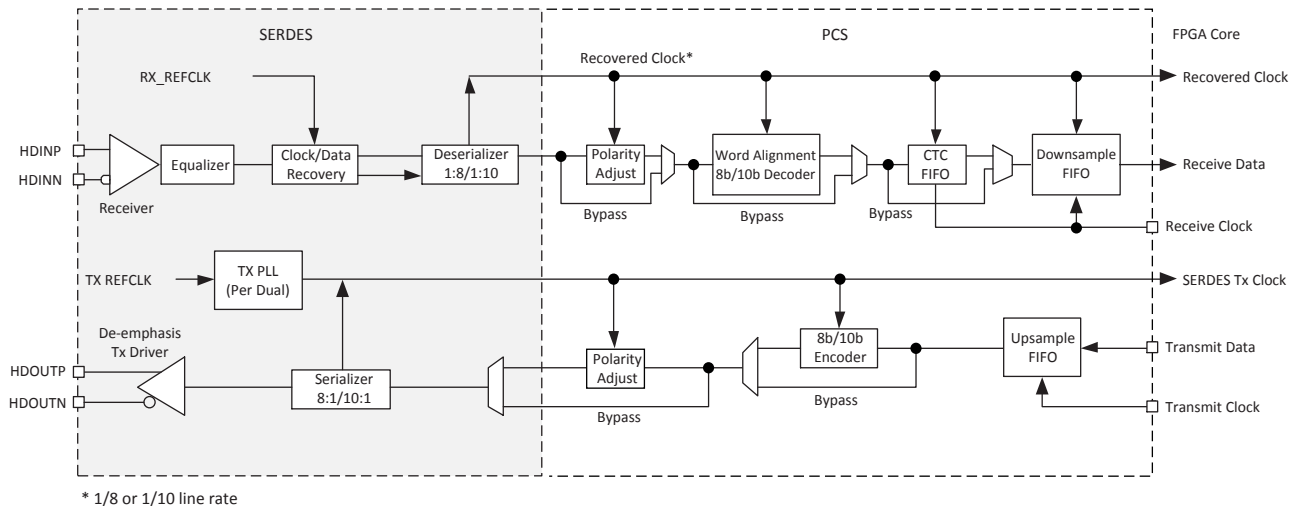 SERDES
PCS
FPGA Core
RX_REFCLK
Recovered Clock*
Recovered Clock
HDINP
HDINN
Receiver
Equalizer
Clock/Data
Recovery
Deserializer
1:8/1:10
Polarity
Adjust
Bypass
Word Alignment
8b/10b Decoder
Bypass
CTC
FIFO
Bypass
Downsample
FIFO
Receive Data
Receive Clock
TX REFCLK
TX PLL
(Per Dual)
SERDES Tx Clock
De-emphasis
Tx Driver
HDOUTP
HDOUTN
Serializer
8:1/10:1
Polarity
Adjust
Bypass
8b/10b
Encoder
Bypass
Upsample
FIFO
Transmit Data
Transmit Clock
* 1/8 or 1/10 line rate